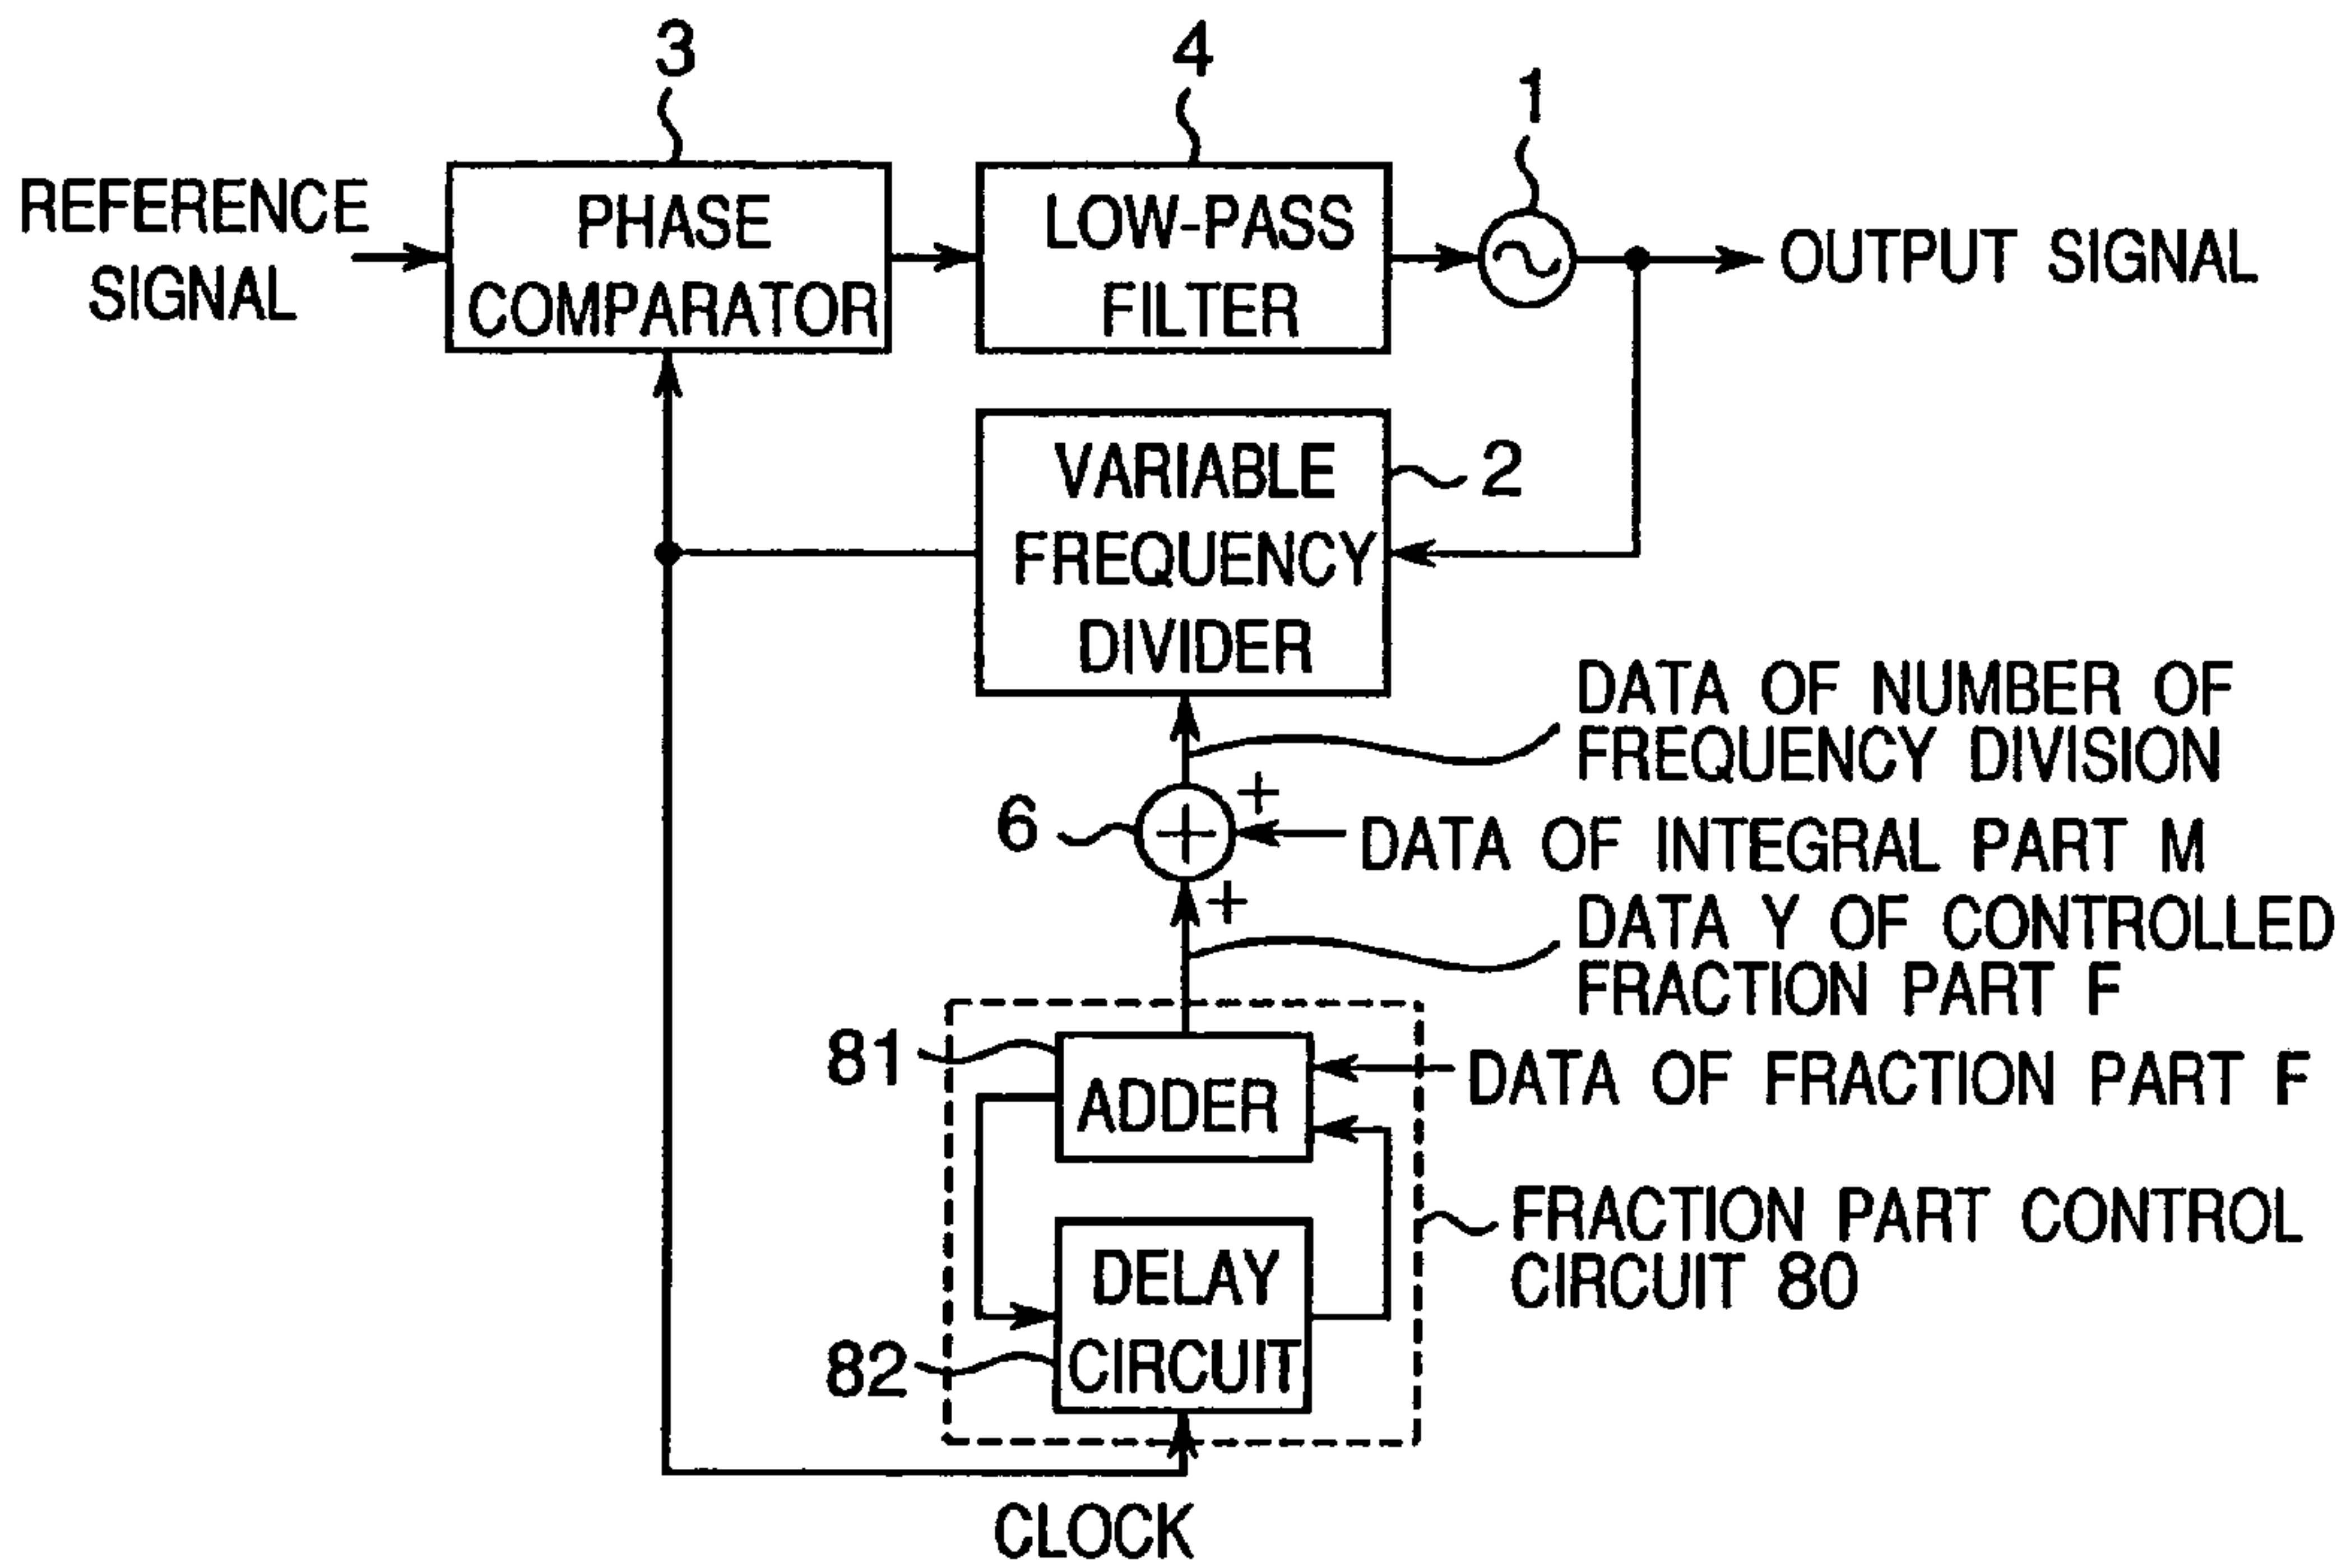 3
4
1
REFERENCE
SIGNAL
PHASE
COMPARATOR
LOW-PASS
FILTER
OUTPUT SIGNAL
VARIABLE
FREQUENCY
DIVIDER
2
DATA OF NUMBER OF
FREQUENCY DIVISION
6
+
+
DATA OF INTEGRAL PART M
+
DATA Y OF CONTROLLED
FRACTION PART F
81
ADDER
DATA OF FRACTION PART F
FRACTION PART CONTROL
CIRCUIT 80
DELAY
CIRCUIT
82
CLOCK